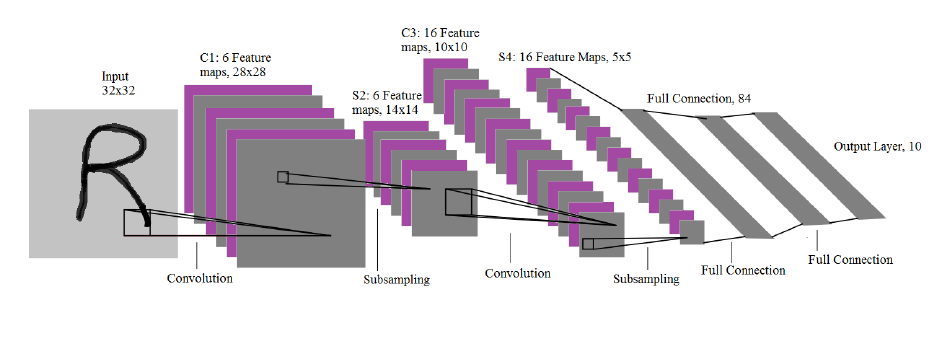 Input
32x32
R
C1: 6 Feature
maps, 28x28
S2: 6 Feature
maps, 14x14
C3: 16 Feature
maps, 10x10
S4: 16 Feature Maps, 5x5
Full Connection, 84
Output Layer, 10
Convolution
Subsampling
Convolution
Subsampling
Full Connection
Full Connection